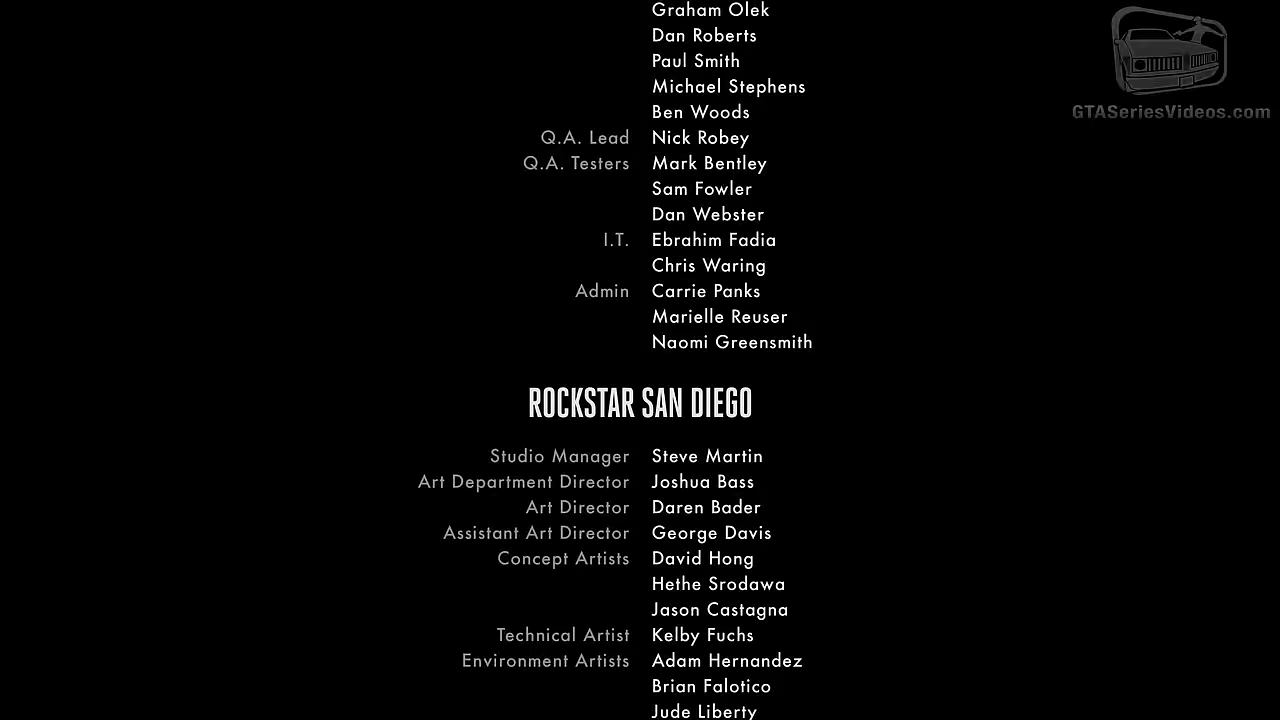 Graham Olek
Dan Roberts
Paul Smith
Michael Stephens
Ben Woods
Q.A. Lead Nick Robey
Q.A. Testers Mark Bentley
Sam Fowler
Dan Webster
I.T. Ebrahim Fadia
Chris Waring
Admin Carrie Panks
Marielle Reuser
Naomi Greensmith
ROCKSTAR SAN DIEGO
Studio Manager Steve Martin
Art Department Director Joshua Bass
Art Director Daren Bader
Assistant Art Director George Davis
Concept Artists David Hong
Hethe Srodawa
Jason Castagna
Technical Artist Kelby Fuchs
Environment Artists Adam Hernandez
Brian Falotico
Jude Liberty
GTASeriesVideos.com